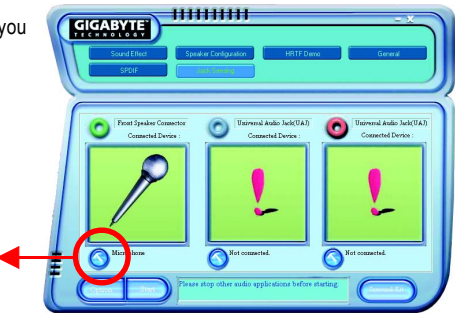 you
GIGABYTE
TECHNOLOGY
Sound Effect
Speaker Configuration
HRTF Demo
General
SPDIF
Jack Sensing
Front Speaker Connector
Connected Device :
Universal Audio Jack(UAJ)
Connected Device :
Universal Audio Jack(UAJ)
Connected Device :
Microphone
Not connected.
Not connected.
Start
Please stop other audio applications before starting.